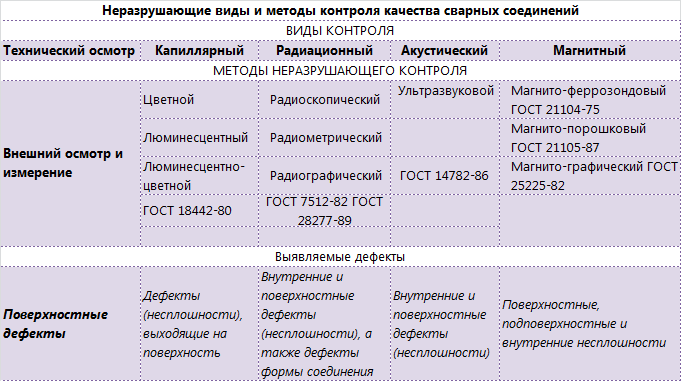 Неразрушающие виды и методы контроля качества сварных соединений
ВИДЫ КОНТРОЛЯ
Технический осмотр Капиллярный Радиационный Акустический Магнитный
МЕТОДЫ НЕРАЗРУШАЮЩЕГО КОНТРОЛЯ
Внешний осмотр и
измерение
Цветной
Люминесцентный
Люминесцентно-
цветной
ГОСТ 18442-80
Радиоскопический
Радиометрический
Радиографический
ГОСТ 7512-82 ГОСТ
28277-89
Ультразвуковой
ГОСТ 14782-86
Магнито-феррозондовый
ГОСТ 21104-75
Магнито-порошковый
ГОСТ 21105-87
Магнито-графический ГОСТ
25225-82
Выявляемые дефекты
Поверхностные
дефекты
Дефекты
(несплошности),
выходящие на
поверхность
Внутренние и
поверхностные
дефекты
(несплошности), а
также дефекты
формы соединения
Внутренние и
поверхностные
дефекты
(несплошности)
Поверхностные,
подповерхностные и
внутренние несплошности